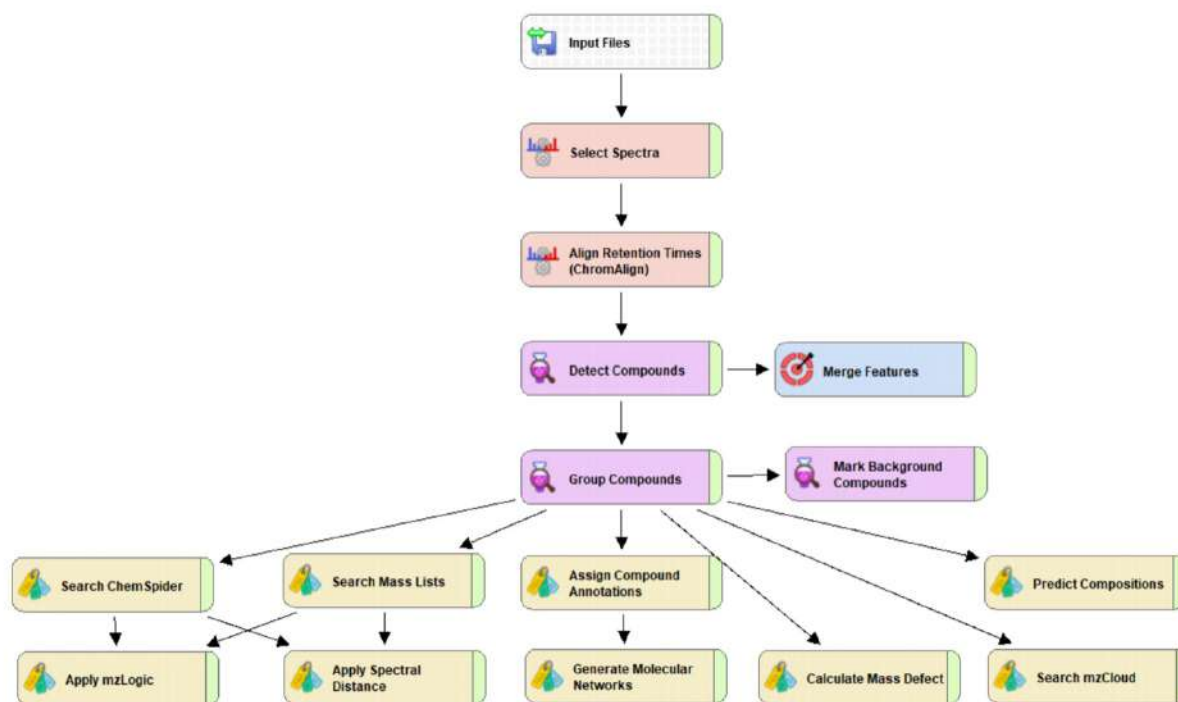 Input Files
Select Spectra
Align Retention Times
(ChromAlign)
Detect Compounds
Merge Features
Group Compounds
Mark Background
Compounds
Search ChemSpider
Search Mass Lists
Assign Compound
Annotations
Predict Compositions
Apply mzLogic
Apply Spectral
Distance
Generate Molecular
Networks
Calculate Mass Defect
Search mzCloud